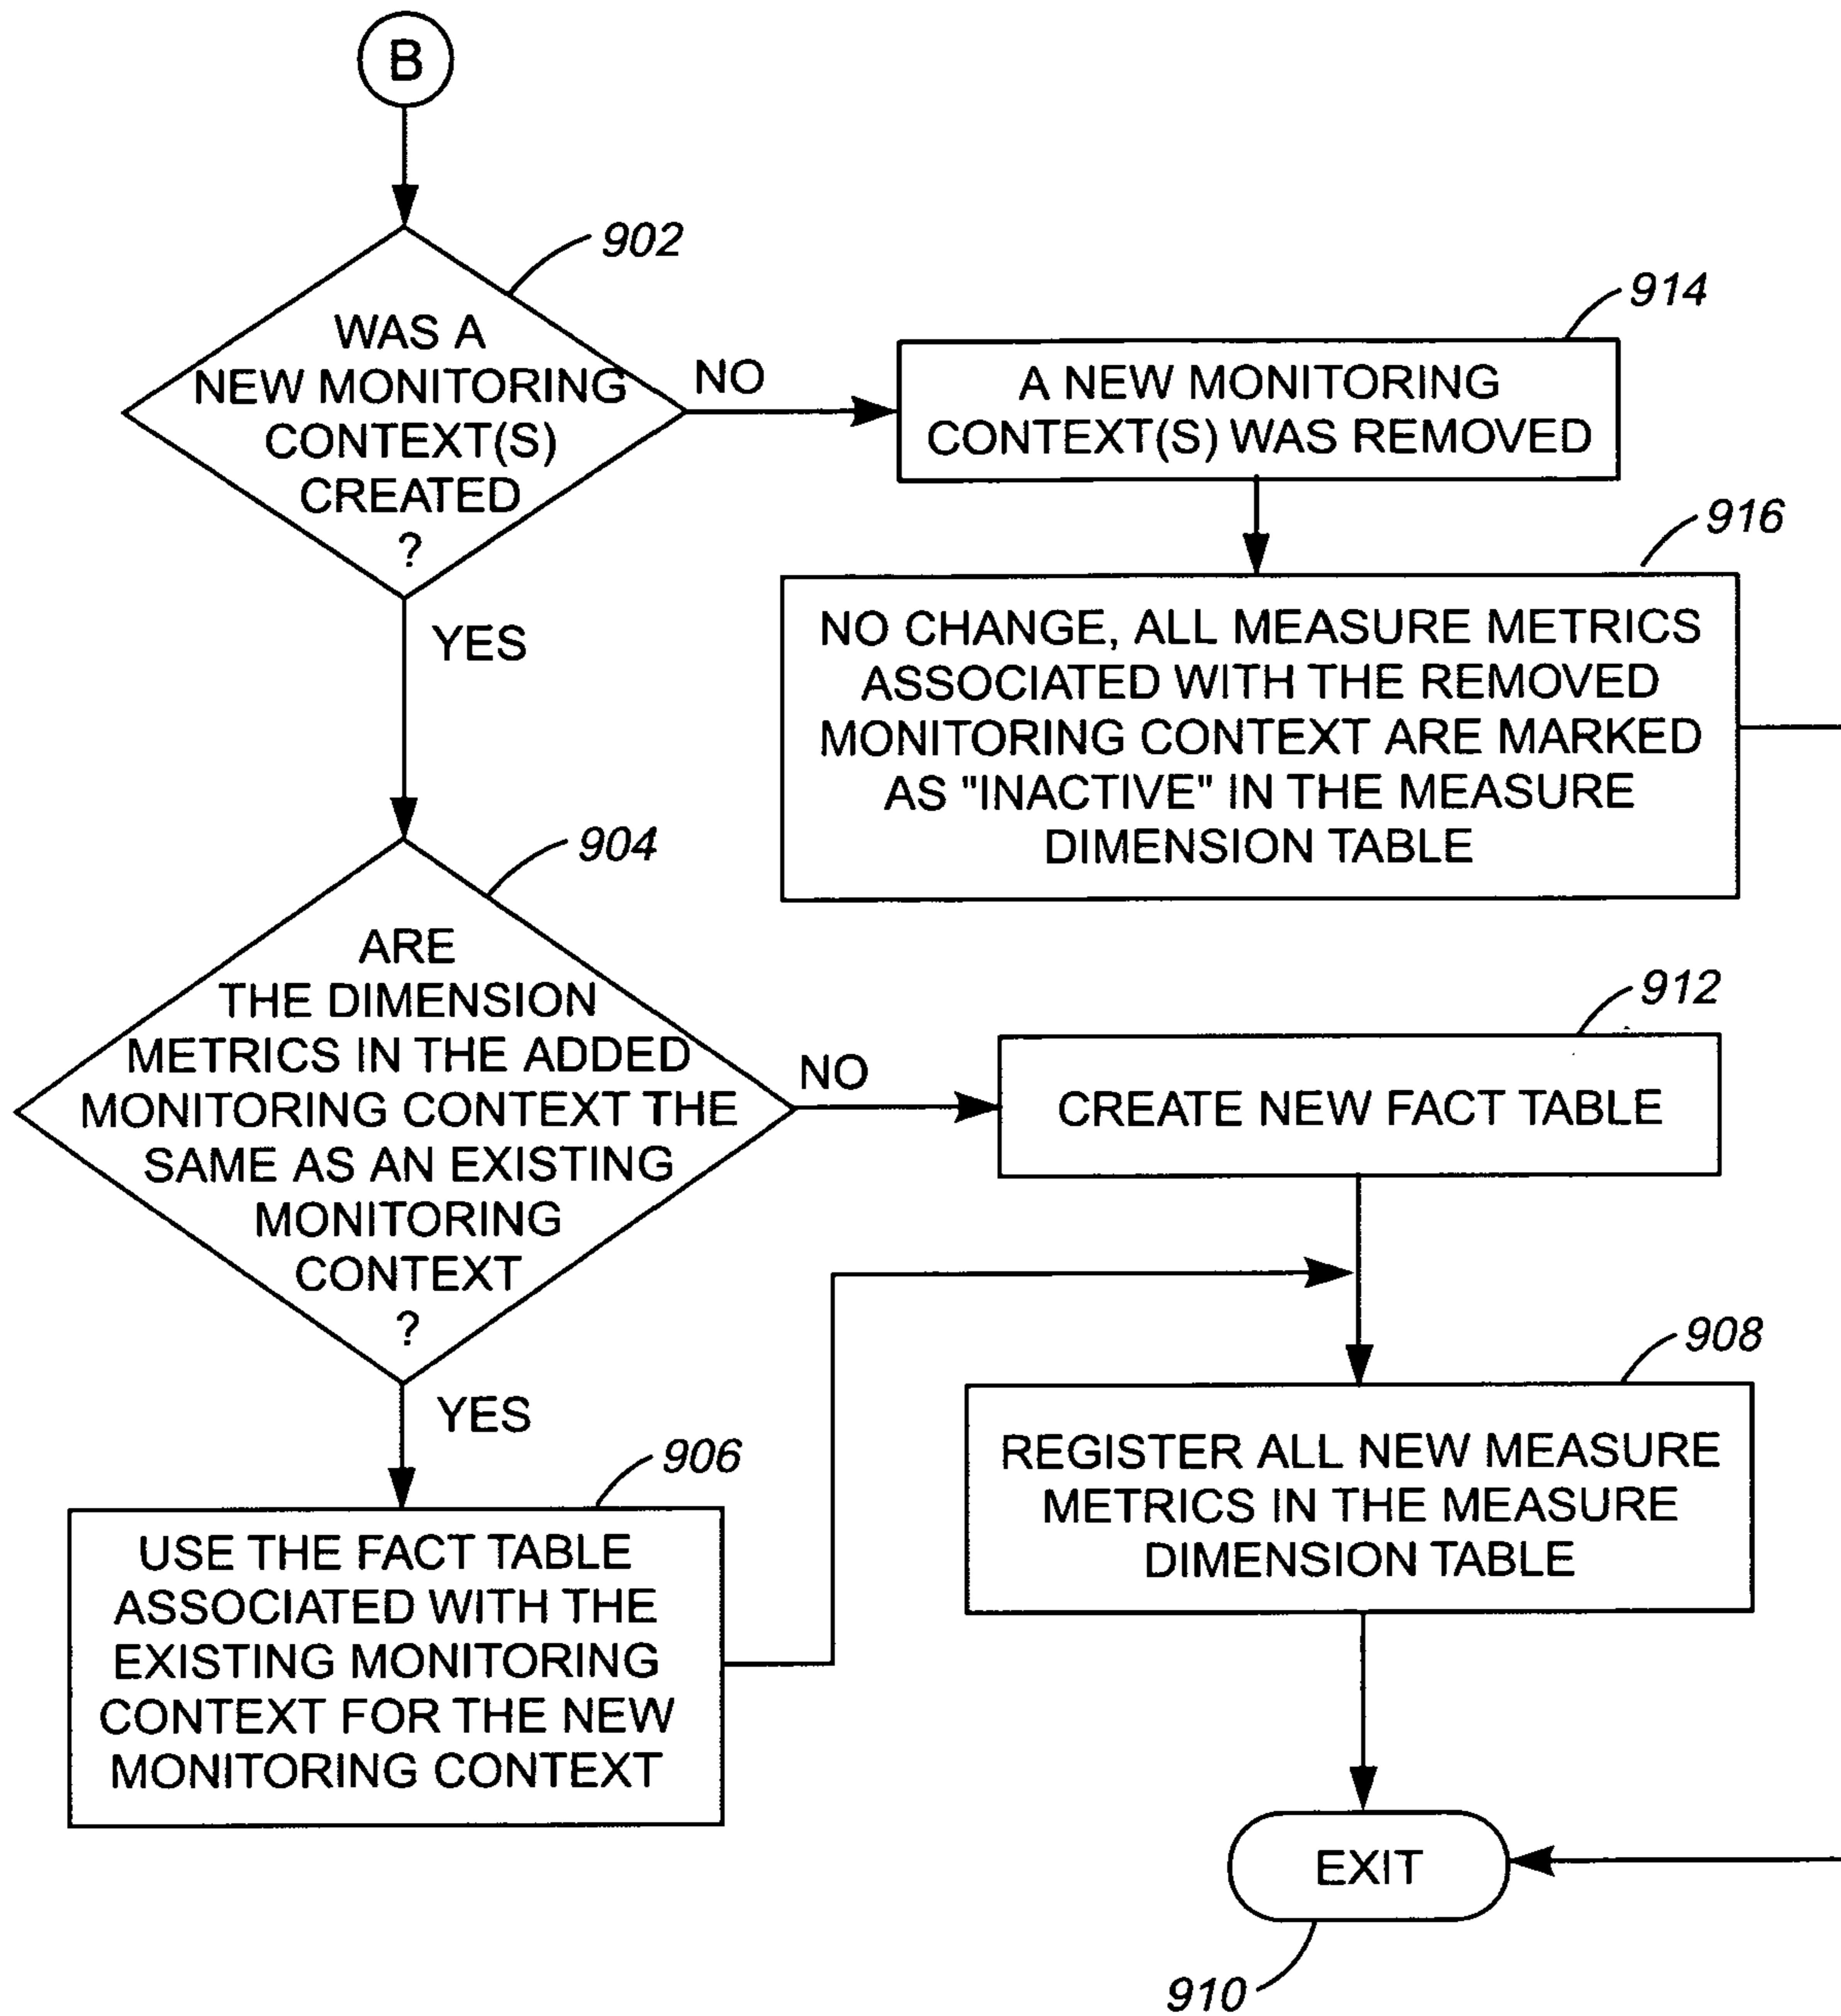 B
902
WAS A
NEW MONITORING
CONTEXT(S)
CREATED
?
NO
914
A NEW MONITORING
CONTEXT(S) WAS REMOVED
916
NO CHANGE, ALL MEASURE METRICS
ASSOCIATED WITH THE REMOVED
MONITORING CONTEXT ARE MARKED
AS "INACTIVE" IN THE MEASURE
DIMENSION TABLE
YES
904
ARE
THE DIMENSION
METRICS IN THE ADDED
MONITORING CONTEXT THE
SAME AS AN EXISTING
MONITORING
CONTEXT
?
NO
912
CREATE NEW FACT TABLE
YES
906
USE THE FACT TABLE
ASSOCIATED WITH THE
EXISTING MONITORING
CONTEXT FOR THE NEW
MONITORING CONTEXT
908
REGISTER ALL NEW MEASURE
METRICS IN THE MEASURE
DIMENSION TABLE
EXIT
910